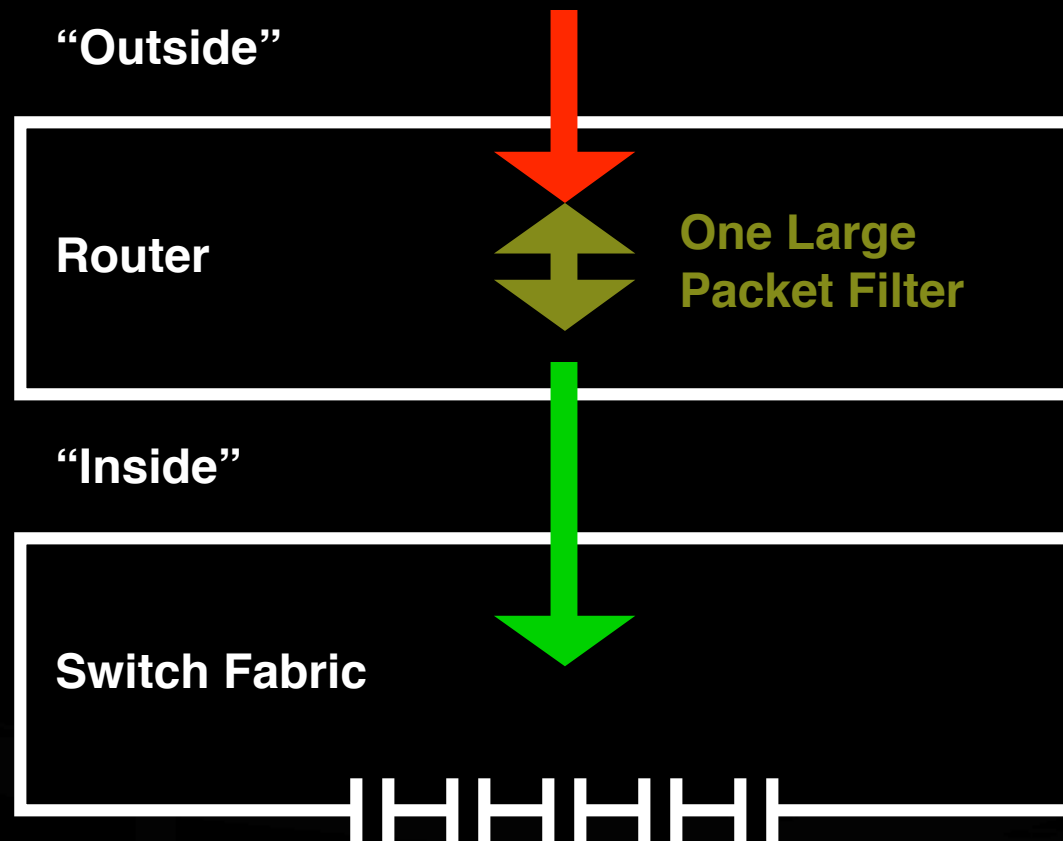 “Outside”
Router
One Large
Packet Filter
“Inside”
Switch Fabric